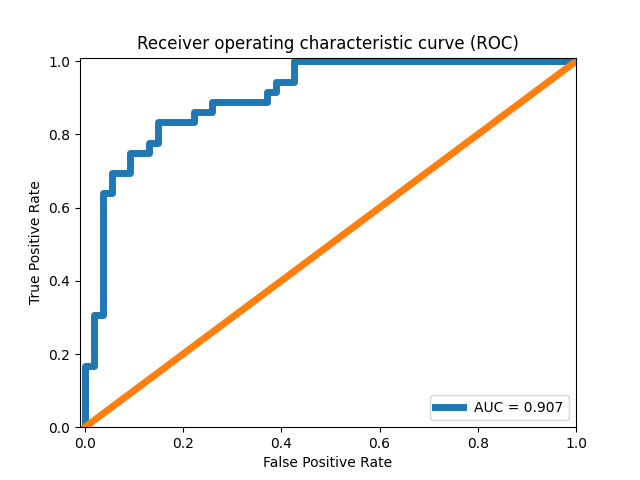 Receiver operating characteristic curve (ROC)
True Positive Rate
1.0
0.8
0.6
0.4
0.2
0.0
AUC = 0.907
0.0 0.2 0.4 0.6 0.8 1.0
False Positive Rate